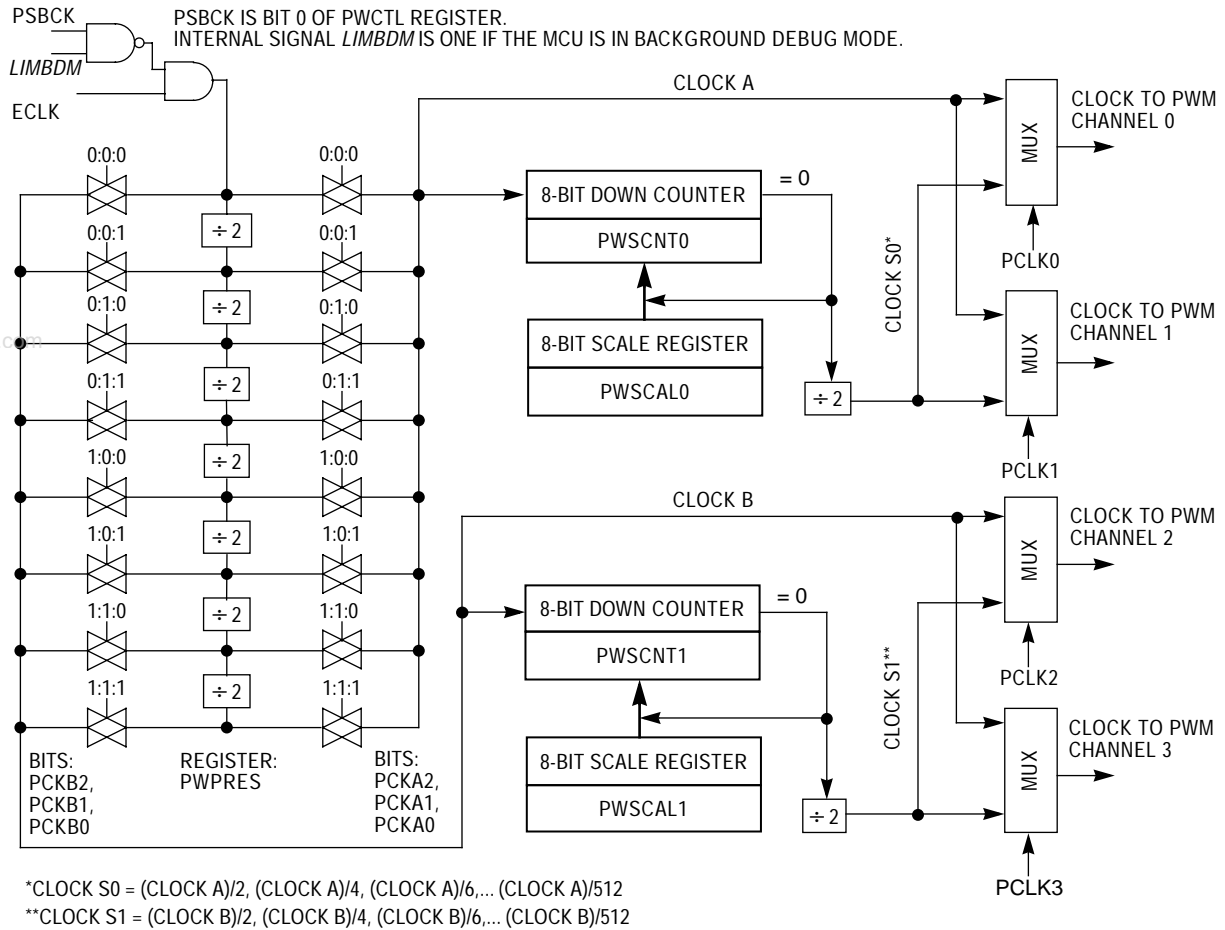 PSBCK
PSBCK IS BIT 0 OF PWCTL REGISTER.
INTERNAL SIGNAL LIMBDM IS ONE IF THE MCU IS IN BACKGROUND DEBUG MODE.
LIMBDM
ECLK
CLOCK A
MUX
CLOCK TO PWM
CHANNEL 0
0:0:0
0:0:0
8-BIT DOWN COUNTER
= 0
PWSCNT0
÷ 2
0:0:1
0:0:1
CLOCK S0*
PCLK0
÷ 2
0:1:0
0:1:0
8-BIT SCALE REGISTER
PWSCAL0
MUX
CLOCK TO PWM
CHANNEL 1
com
÷ 2
0:1:1
0:1:1
÷ 2
PCLK1
÷ 2
1:0:0
1:0:0
CLOCK B
MUX
CLOCK TO PWM
CHANNEL 2
÷ 2
1:0:1
1:0:1
8-BIT DOWN COUNTER
= 0
PWSCNT1
÷ 2
1:1:0
1:1:0
CLOCK S1**
PCLK2
÷ 2
1:1:1
1:1:1
8-BIT SCALE REGISTER
PWSCAL1
÷ 2
MUX
CLOCK TO PWM
CHANNEL 3
BITS:
PCKB2,
PCKB1,
PCKB0
REGISTER:
PWPRES
BITS:
PCKA2,
PCKA1,
PCKA0
PCLK3
*CLOCK S0 = (CLOCK A)/2, (CLOCK A)/4, (CLOCK A)/6,... (CLOCK A)/512
**CLOCK S1 = (CLOCK B)/2, (CLOCK B)/4, (CLOCK B)/6,... (CLOCK B)/512